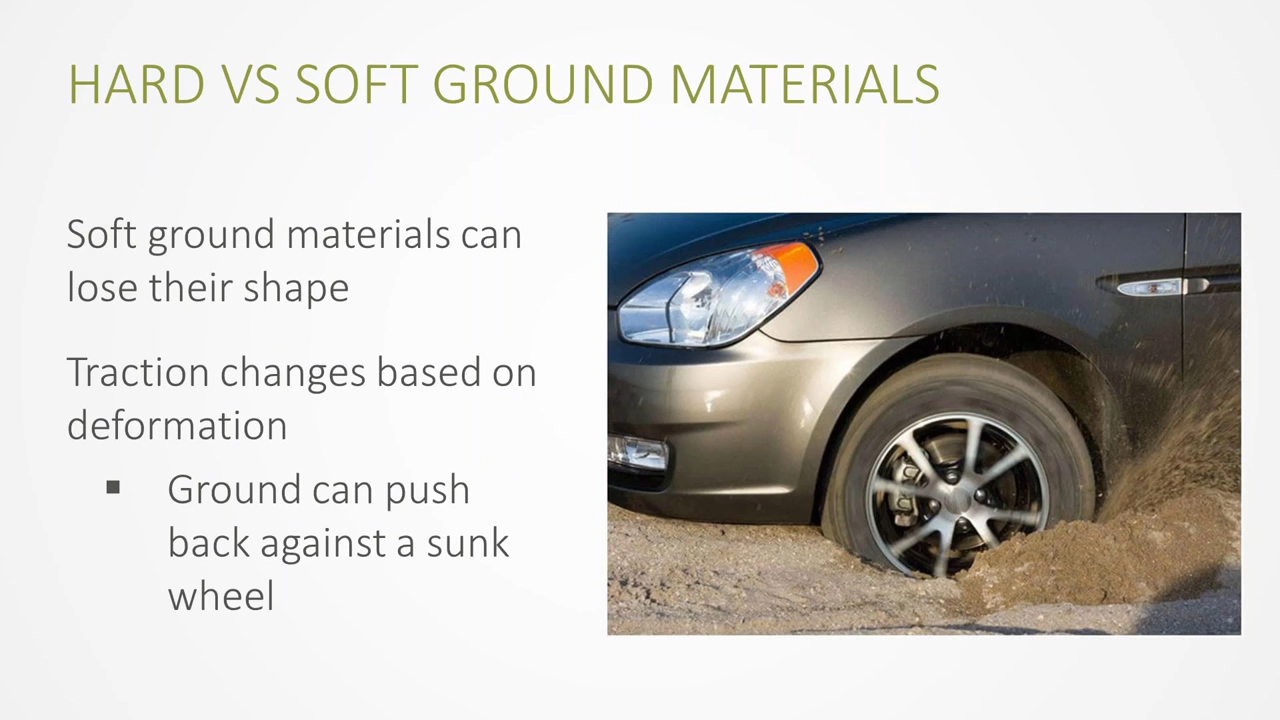 HARD VS SOFT GROUND MATERIALS
Soft ground materials can
lose their shape
Traction changes based on
deformation
▪ Ground can push
back against a sunk
wheel